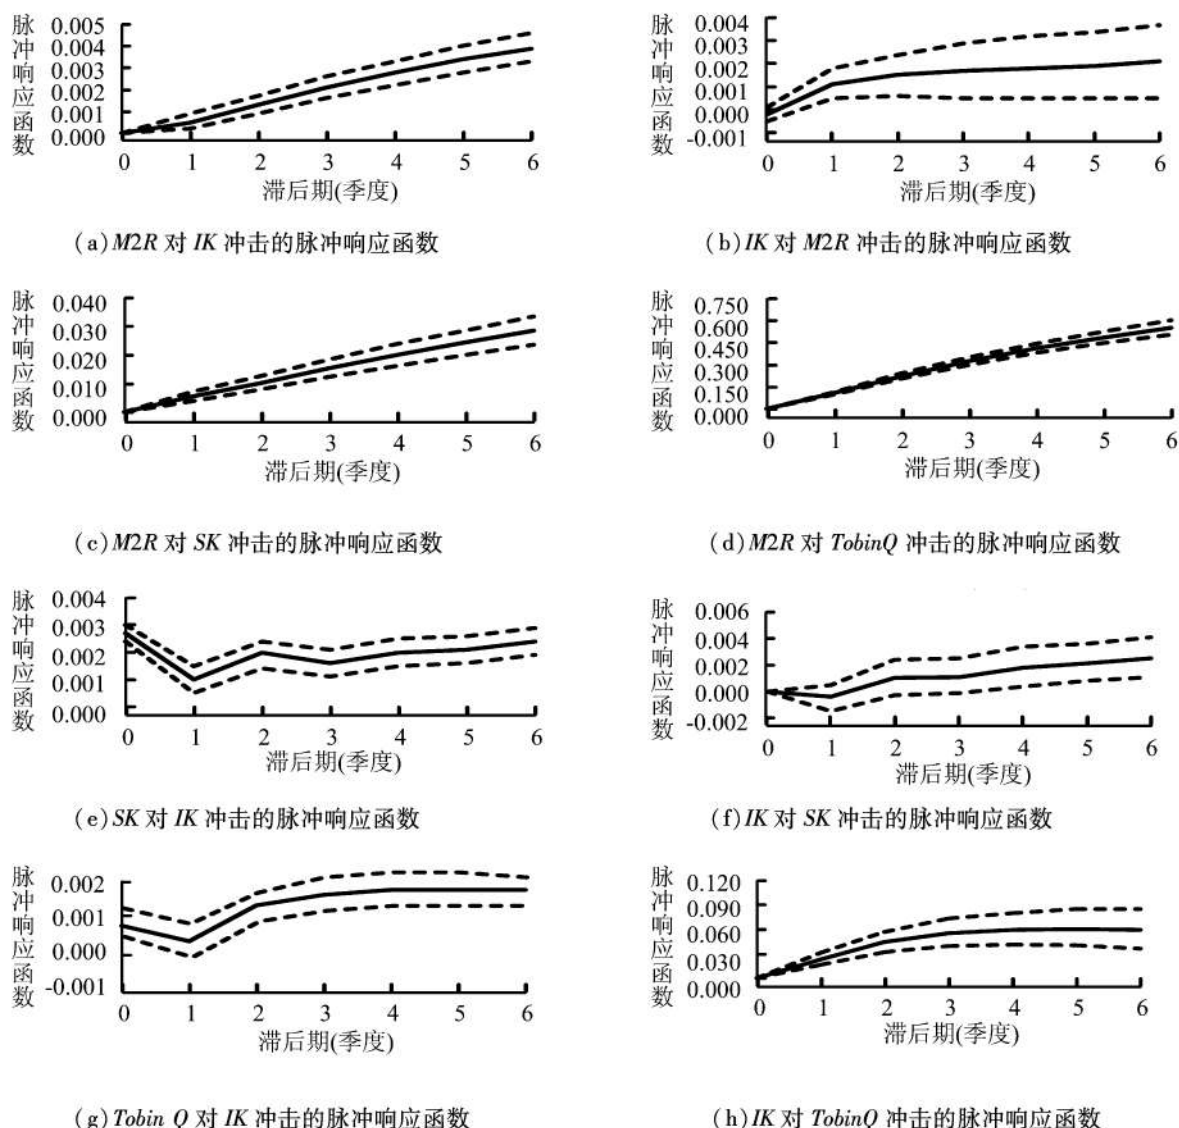 脉冲响应函数
0.005
0.004
0.003
0.002
0.001
0.000
0 1 2 3 4 5 6
滞后期(季度)
(a)M2R 对 IK 冲击的脉冲响应函数
脉冲响应函数
0.004
0.003
0.002
0.001
0.000
-0.001
0 1 2 3 4 5 6
滞后期(季度)
(b)IK 对 M2R 冲击的脉冲响应函数
脉冲响应函数
0.040
0.030
0.020
0.010
0.000
0 1 2 3 4 5 6
滞后期(季度)
(c)M2R 对 SK 冲击的脉冲响应函数
脉冲响应函数
0.750
0.600
0.450
0.300
0.150
0.000
0 1 2 3 4 5 6
滞后期(季度)
(d)M2R 对 TobinQ 冲击的脉冲响应函数
脉冲响应函数
0.004
0.003
0.002
0.001
0.000
0 1 2 3 4 5 6
滞后期(季度)
(e)SK 对 IK 冲击的脉冲响应函数
脉冲响应函数
0.006
0.004
0.002
0.000
-0.002
0 1 2 3 4 5 6
滞后期(季度)
(f)IK 对 SK 冲击的脉冲响应函数
脉冲响应函数
0.002
0.001
0.000
-0.001
0 1 2 3 4 5 6
滞后期(季度)
(g)Tobin Q 对 IK 冲击的脉冲响应函数
脉冲响应函数
0.120
0.090
0.060
0.030
0.000
0 1 2 3 4 5 6
滞后期(季度)
(h)IK 对 TobinQ 冲击的脉冲响应函数